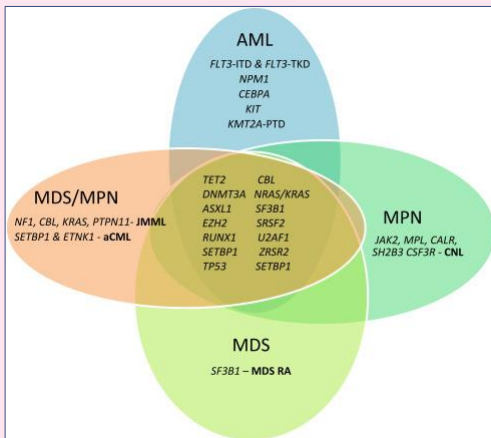 AML
FLT3-ITD & FLT3-TKD
NPM1
CEBPA
KIT
KMT2A-PTD
MDS/MPN
NF1, CBL, KRAS, PTPN11- JMML
SETBP1 & ETNK1 - aCML
TET2 CBL
DNMT3A NRAS/KRAS
ASXL1 SF3B1
EZH2 SRSF2
RUNX1 U2AF1
SETBP1 ZRSR2
TP53 SETBP1
MPN
JAK2, MPL, CALR,
SH2B3 CSF3R - CNL
MDS
SF3B1 – MDS RA